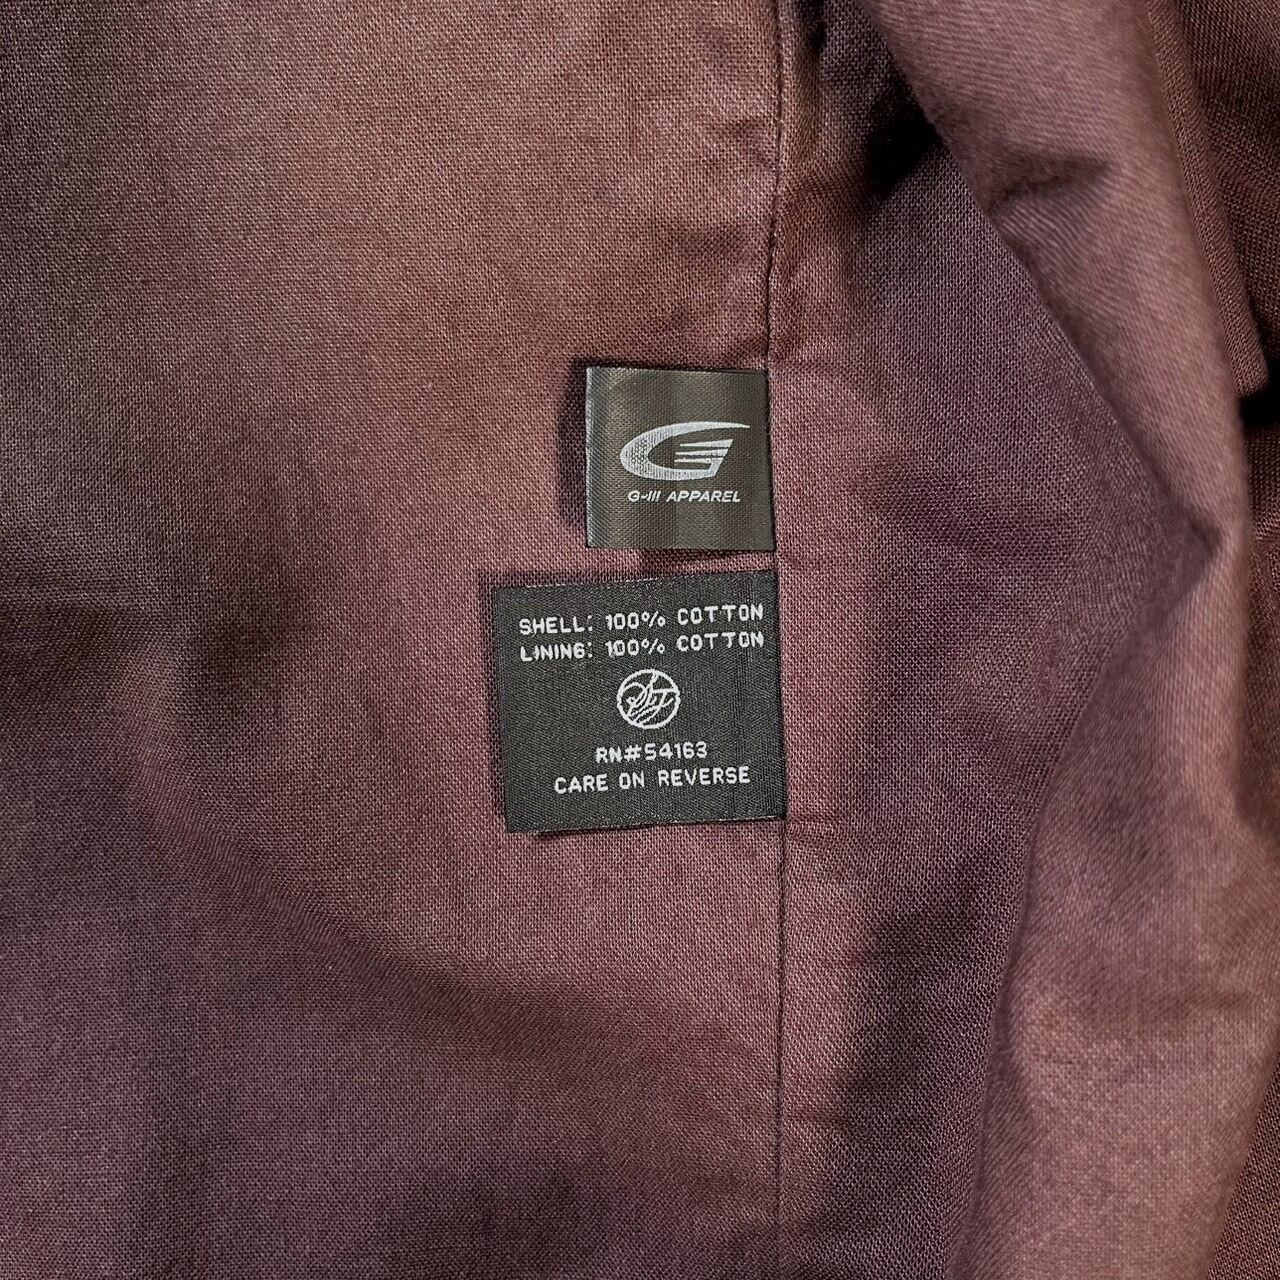 G-III APPAREL
SHELL: 100% COTTON
LINING: 100% COTTON
RN#54163
CARE ON REVERSE